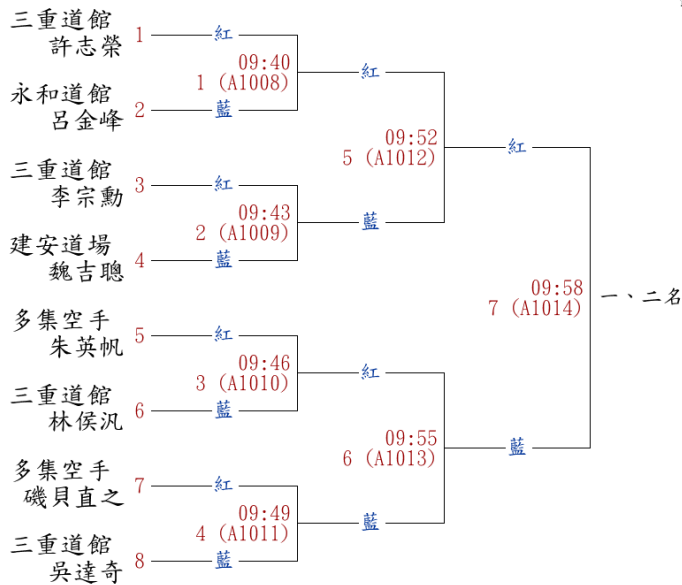 三重道館
許志榮
1
紅
09:40
1 (A1008)
紅
永和道館
呂金峰
2
藍
09:52
5 (A1012)
紅
三重道館
李宗勳
3
紅
09:43
2 (A1009)
藍
建安道場
魏吉聰
4
藍
09:58
7 (A1014)
一、二名
多集空手
朱英帆
5
紅
09:46
3 (A1010)
紅
三重道館
林侯汎
6
藍
09:55
6 (A1013)
藍
多集空手
磯貝直之
7
紅
09:49
4 (A1011)
藍
三重道館
吳達奇
8
藍